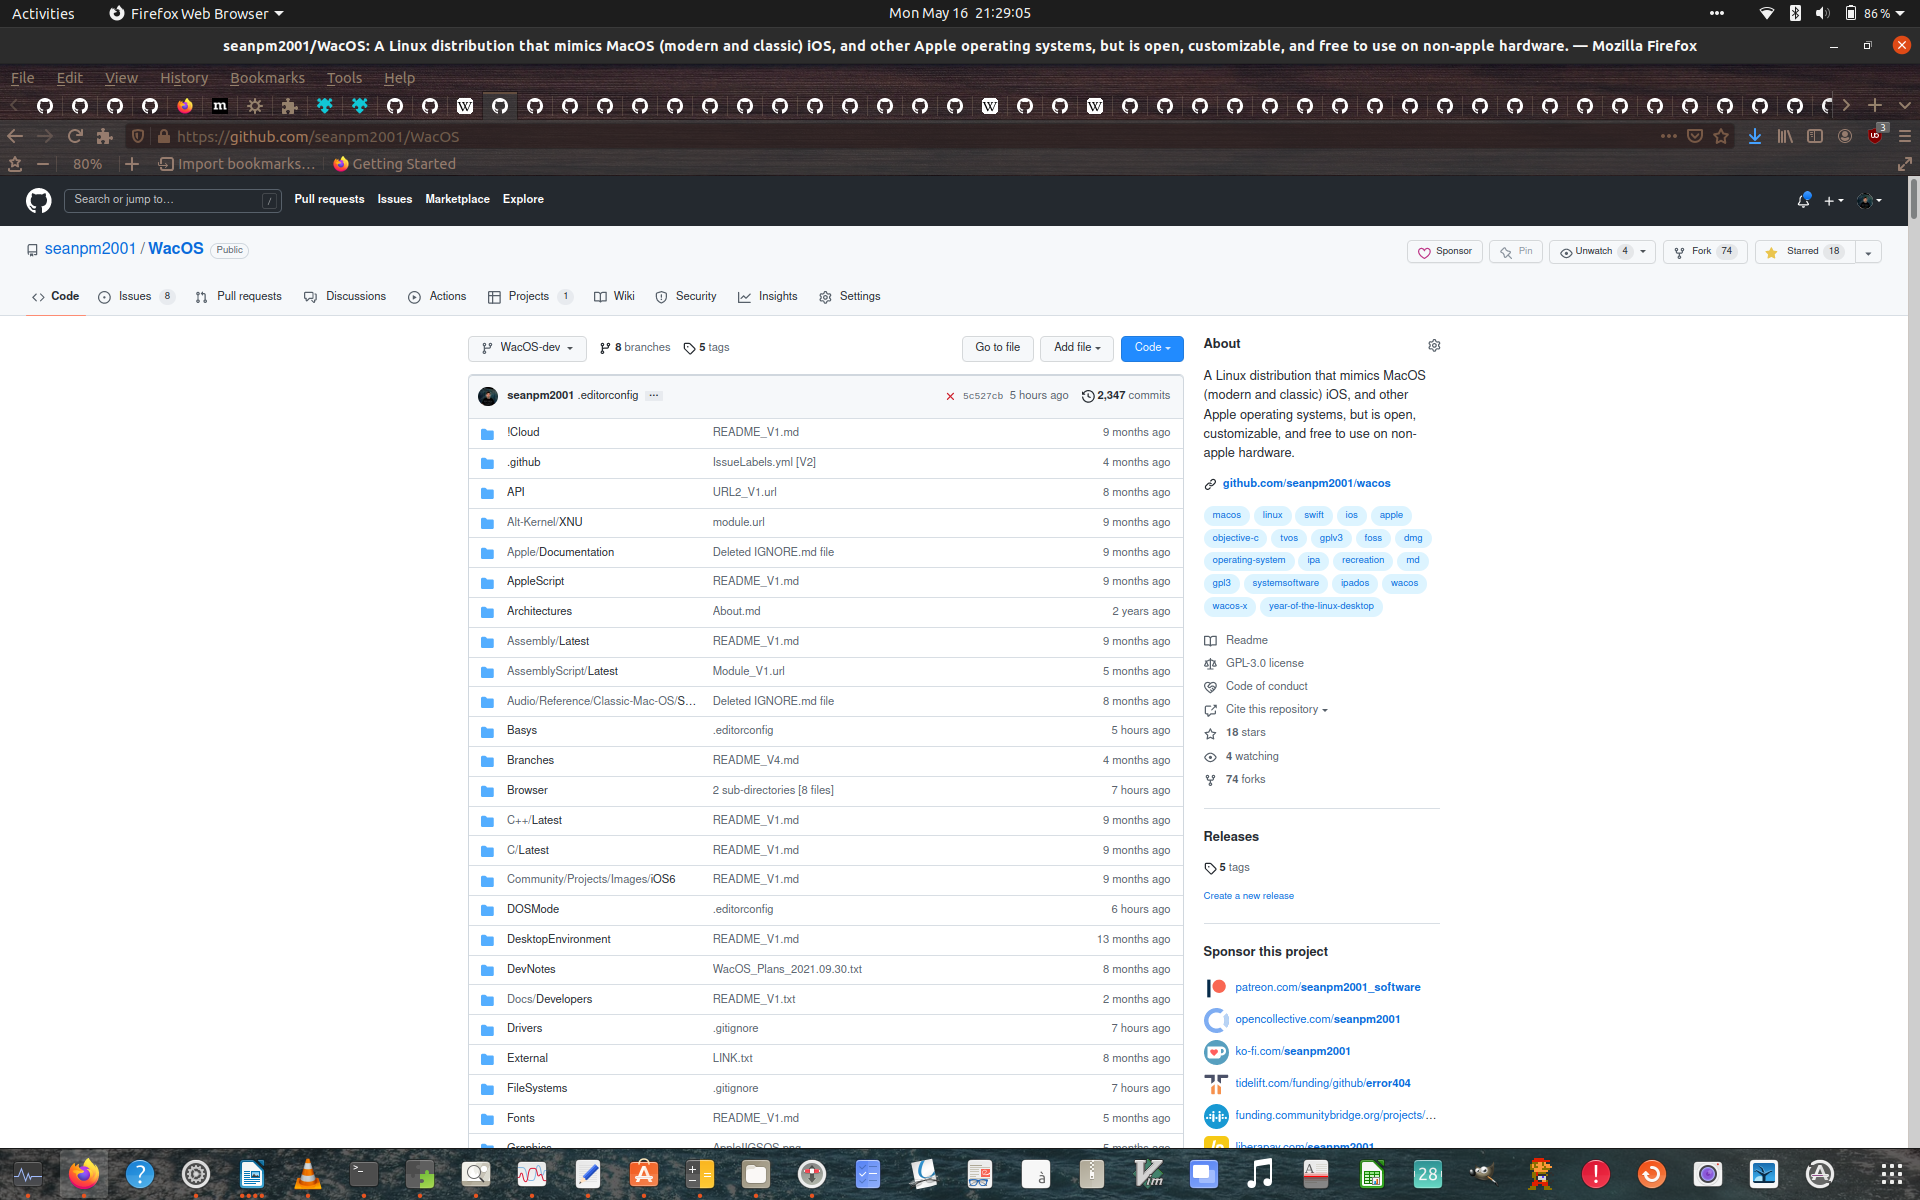 Activities
Firefox Web Browser
Mon May 16 21:29:05
86 %
seanpm2001/WacOS: A Linux distribution that mimics MacOS (modern and classic) iOS, and other Apple operating systems, but is open, customizable, and free to use on non-apple hardware. — Mozilla Firefox
File Edit View History Bookmarks Tools Help
https://github.com/seanpm2001/WacOS
3
80% Import bookmarks... Getting Started
Search or jump to... /
Pull requests Issues Marketplace Explore
seanpm2001 / WacOS Public
Sponsor Pin Unwatch 4 Fork 74 Starred 18
Code Issues 8 Pull requests Discussions Actions Projects 1 Wiki Security Insights Settings
WacOS-dev 8 branches 5 tags
Go to file Add file Code
seanpm2001 .editorconfig ... 5c527cb 5 hours ago 2,347 commits
!Cloud README_V1.md 9 months ago
.github IssueLabels.yml [V2] 4 months ago
API URL2_V1.url 8 months ago
Alt-Kernel/XNU module.url 9 months ago
Apple/Documentation Deleted IGNORE.md file 9 months ago
AppleScript README_V1.md 9 months ago
Architectures About.md 2 years ago
Assembly/Latest README_V1.md 9 months ago
AssemblyScript/Latest Module_V1.url 5 months ago
Audio/Reference/Classic-Mac-OS/S... Deleted IGNORE.md file 8 months ago
Basys .editorconfig 5 hours ago
Branches README_V4.md 4 months ago
Browser 2 sub-directories [8 files] 7 hours ago
C++/Latest README_V1.md 9 months ago
C/Latest README_V1.md 9 months ago
Community/Projects/Images/iOS6 README_V1.md 9 months ago
DOSMode .editorconfig 6 hours ago
DesktopEnvironment README_V1.md 13 months ago
DevNotes WacOS_Plans_2021.09.30.txt 8 months ago
Docs/Developers README_V1.txt 2 months ago
Drivers .gitignore 7 hours ago
External LINK.txt 8 months ago
FileSystems .gitignore 7 hours ago
Fonts README_V1.md 5 months ago
Graphics AppleIIGSOS.png 5 months ago
About
A Linux distribution that mimics MacOS
(modern and classic) iOS, and other
Apple operating systems, but is open,
customizable, and free to use on non-
apple hardware.
github.com/seanpm2001/wacos
macos linux swift ios apple
objective-c tvos gplv3 foss dmg
operating-system ipa recreation md
gpl3 systemsoftware ipados wacos
wacos-x year-of-the-linux-desktop
Readme
GPL-3.0 license
Code of conduct
Cite this repository
18 stars
4 watching
74 forks
Releases
5 tags
Create a new release
Sponsor this project
patreon.com/seanpm2001_software
opencollective.com/seanpm2001
ko-fi.com/seanpm2001
tidelift.com/funding/github/error404
funding.communitybridge.org/projects/...
liberapay.com/seanpm2001
28